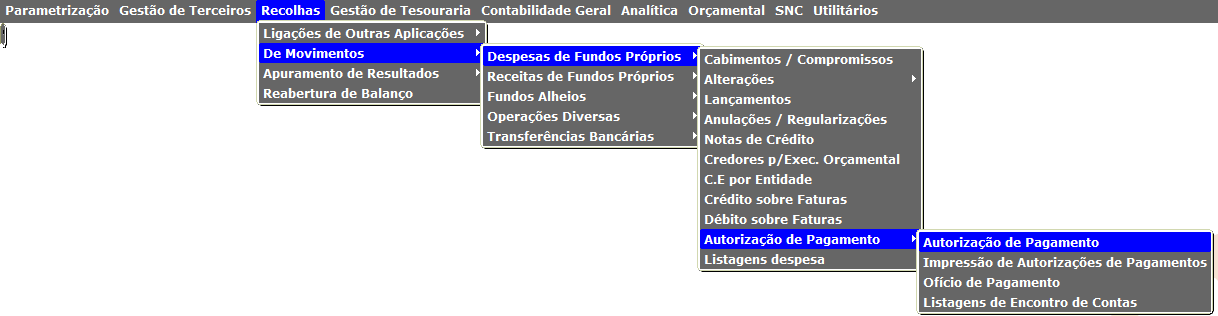 Parametrização Gestão de Terceiros Recolhas Gestão de Tesouraria Contabilidade Geral Analítica Orçamental SNC Utilitários
Ligações de Outras Aplicações
De Movimentos
Apuramento de Resultados
Reabertura de Balanço
Despesas de Fundos Próprios
Receitas de Fundos Próprios
Fundos Alheios
Operações Diversas
Transferências Bancárias
Cabimentos / Compromissos
Alterações
Lançamentos
Anulações / Regularizações
Notas de Crédito
Credores p/Exec. Orçamental
C.E por Entidade
Crédito sobre Faturas
Débito sobre Faturas
Autorização de Pagamento
Listagens despesa
Autorização de Pagamento
Impressão de Autorizações de Pagamentos
Ofício de Pagamento
Listagens de Encontro de Contas